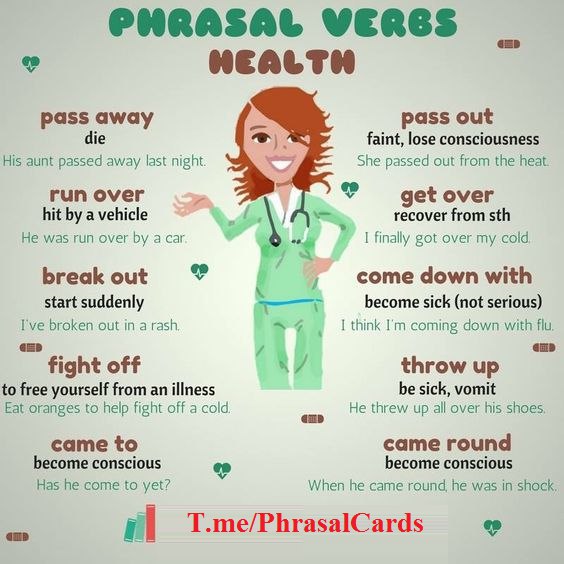 PHRASAL VERBS
HEALTH
pass away
die
His aunt passed away last night.
run over
hit by a vehicle
He was run over by a car.
break out
start suddenly
I've broken out in a rash.
fight off
to free yourself from an illness
Eat oranges to help fight off a cold.
came to
become conscious
Has he come to yet?
pass out
faint, lose consciousness
She passed out from the heat.
get over
recover from sth
I finally got over my cold.
come down with
become sick (not serious)
I think I'm coming down with flu.
throw up
be sick, vomit
He threw up all over his shoes.
came round
become conscious
When he came round, he was in shock.
T.me/PhrasalCards